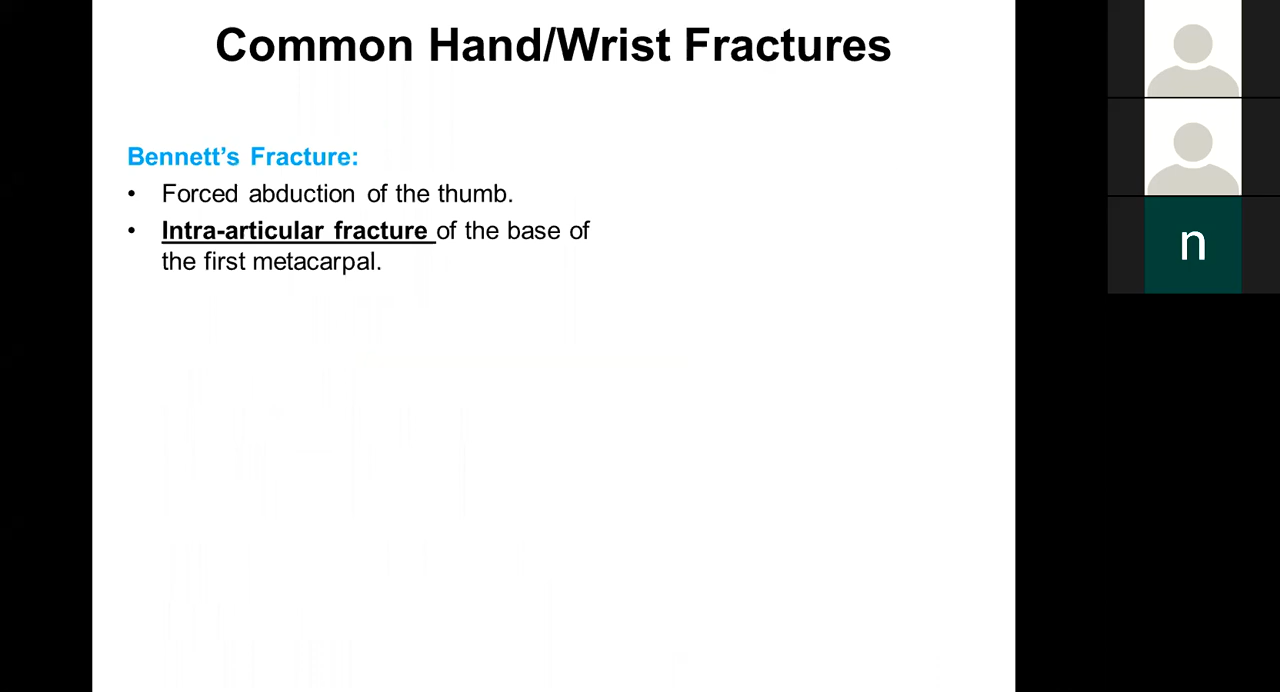 Common Hand/Wrist Fractures
Bennett’s Fracture:
• Forced abduction of the thumb.
• Intra-articular fracture of the base of
the first metacarpal.
n